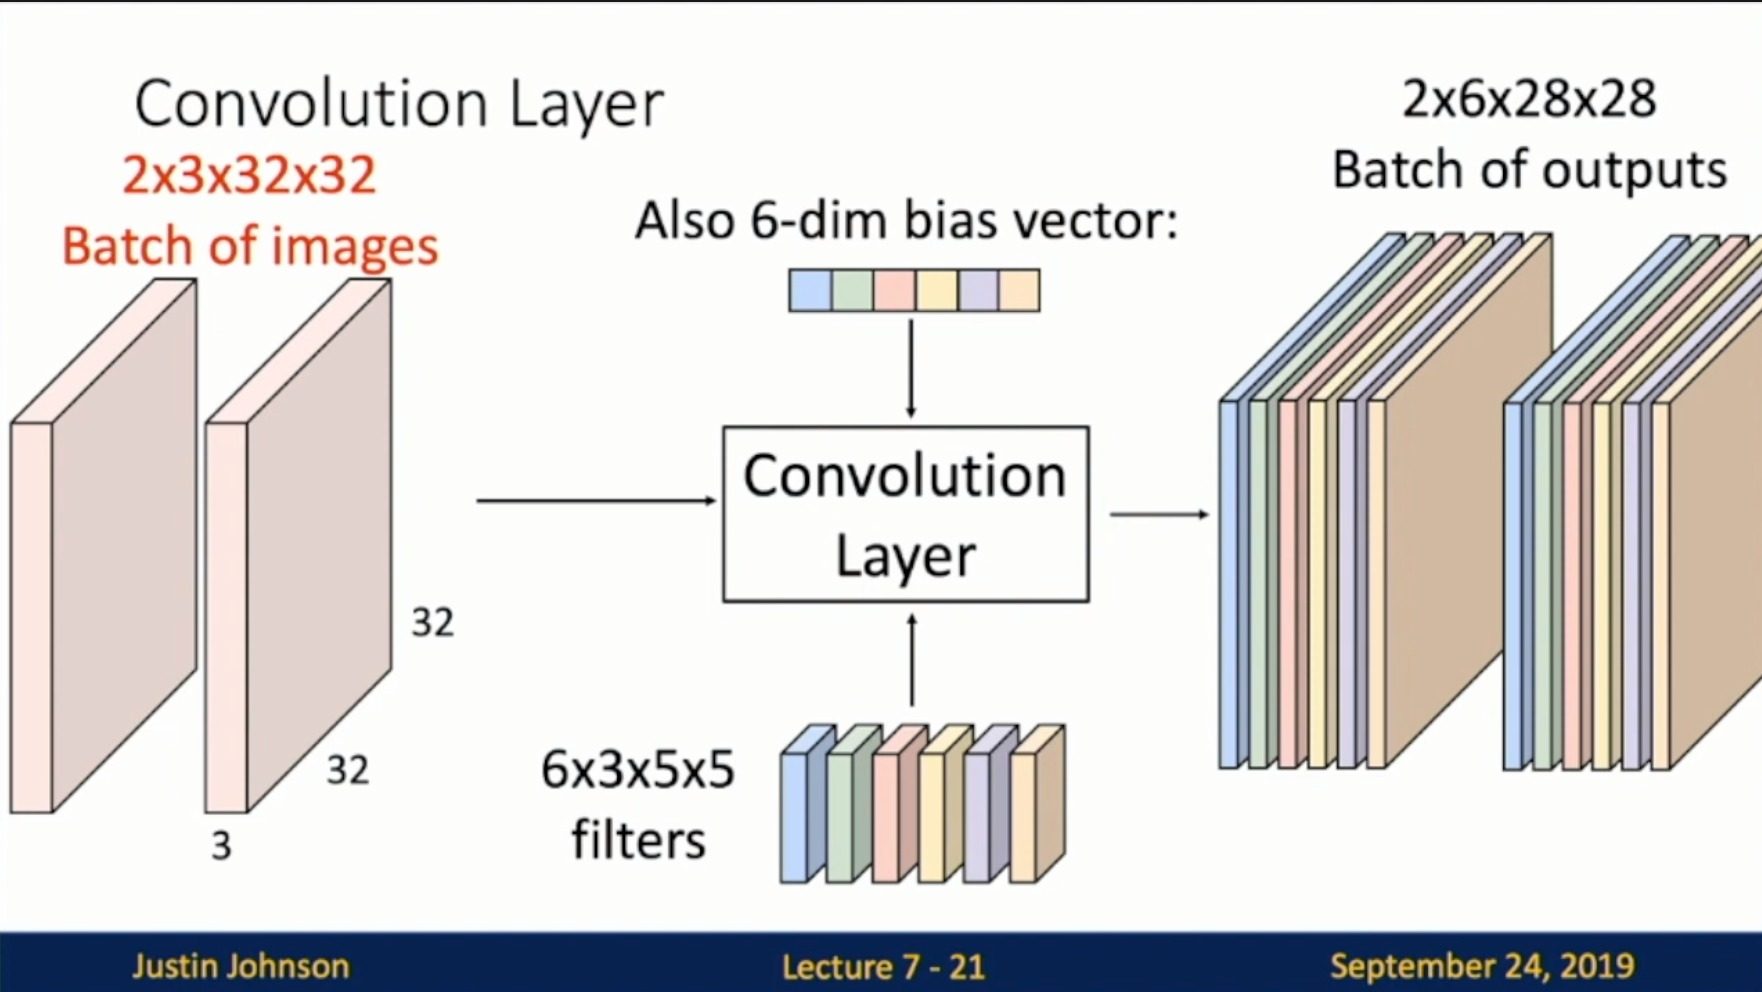 Convolution Layer
2x3x32x32
Batch of images
32
32
3
Also 6-dim bias vector:
Convolution
Layer
6x3x5x5
filters
2x6x28x28
Batch of outputs
Justin Johnson
Lecture 7 - 21
September 24, 2019